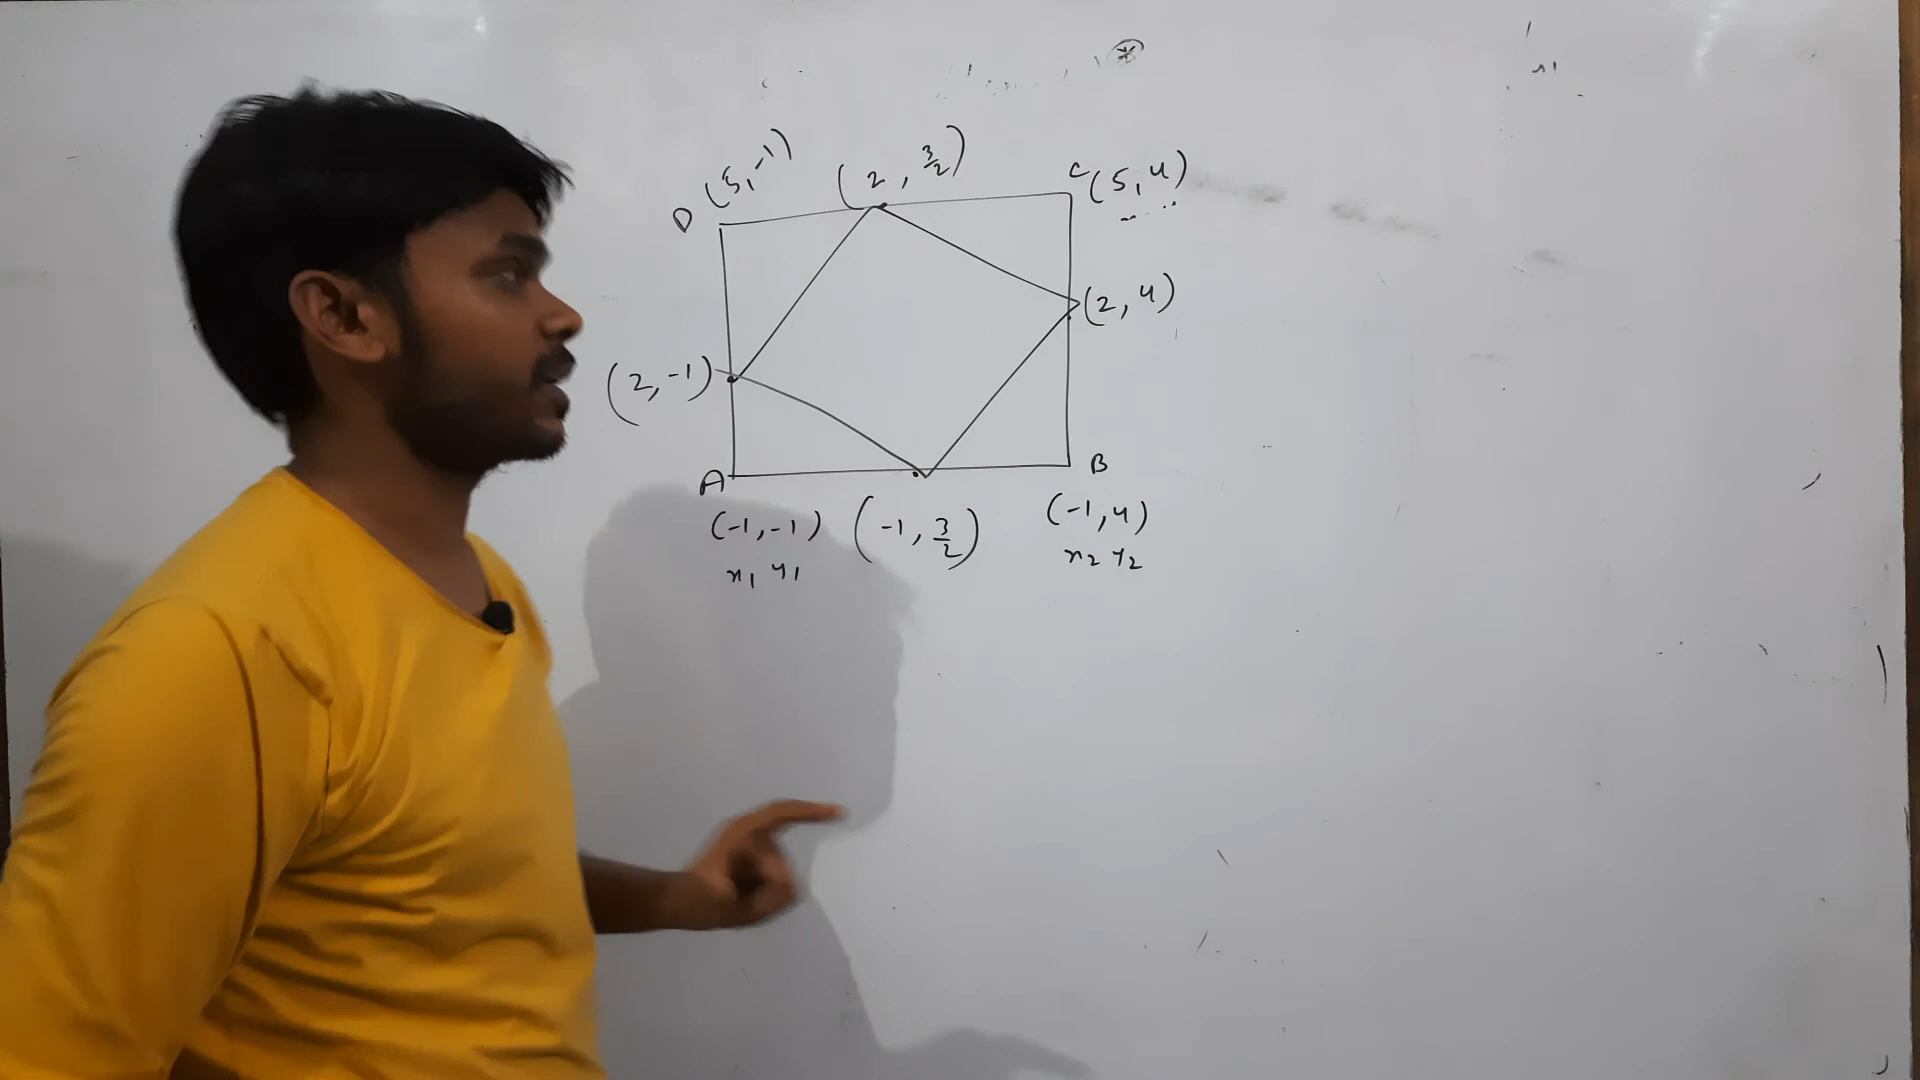 D (5, -1) (2, 3/2) C (5, 4)
(2, 4)
(2, -1)
A B
(-1, -1) (-1, 3/2) (-1, 4)
x1 y1 x2 y2